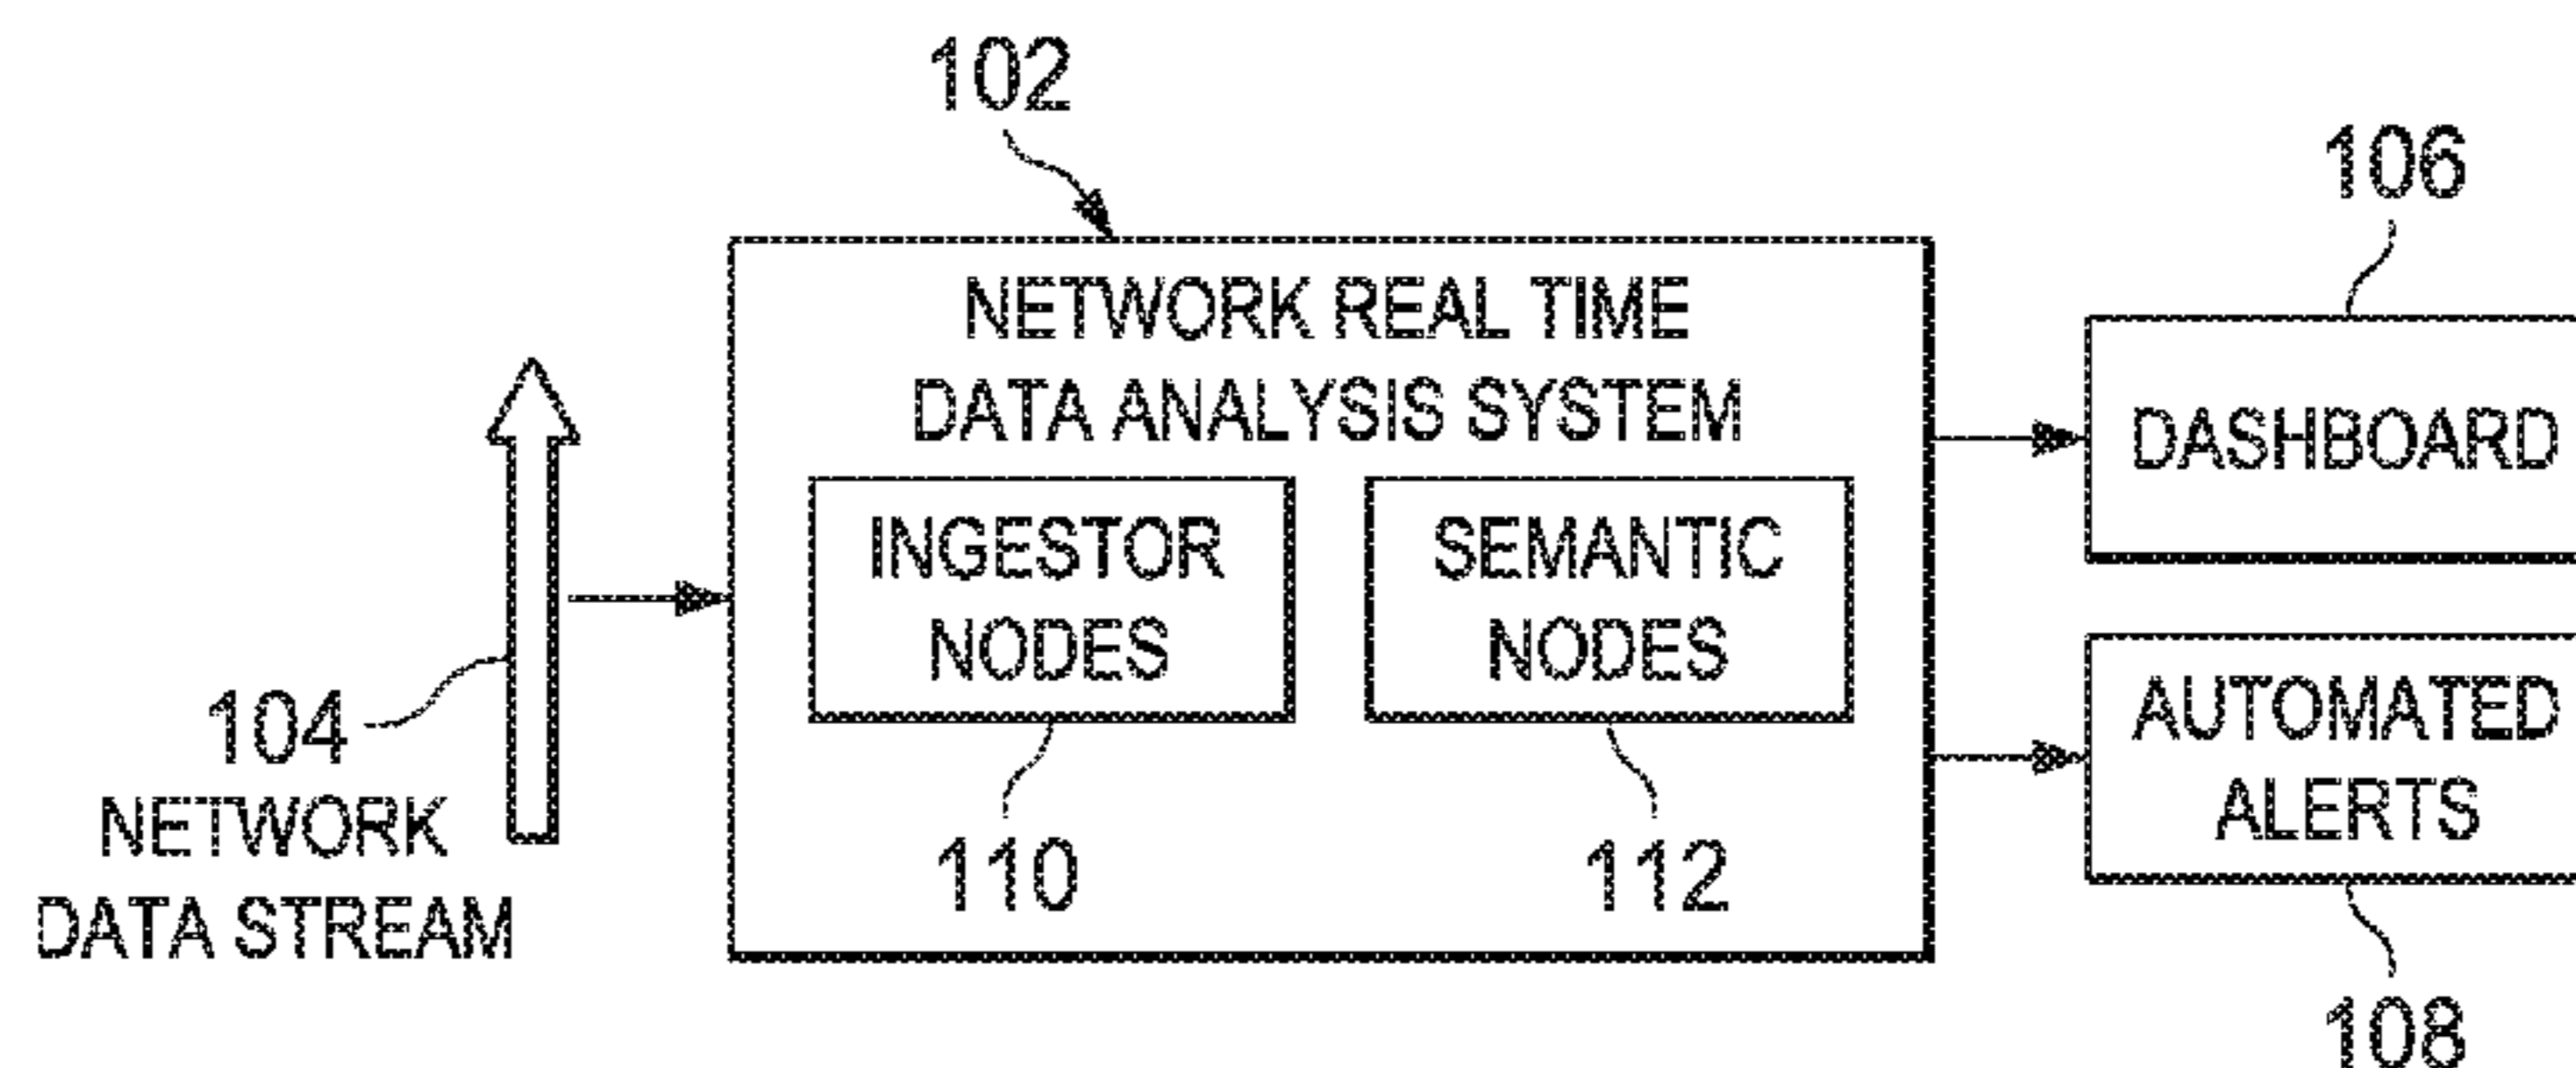 102
106
NETWORK REAL TIME
DATA ANALYSIS SYSTEM
DASHBOARD
INGESTOR
NODES
SEMANTIC
NODES
104
NETWORK
DATA STREAM
AUTOMATED
ALERTS
110
112
108